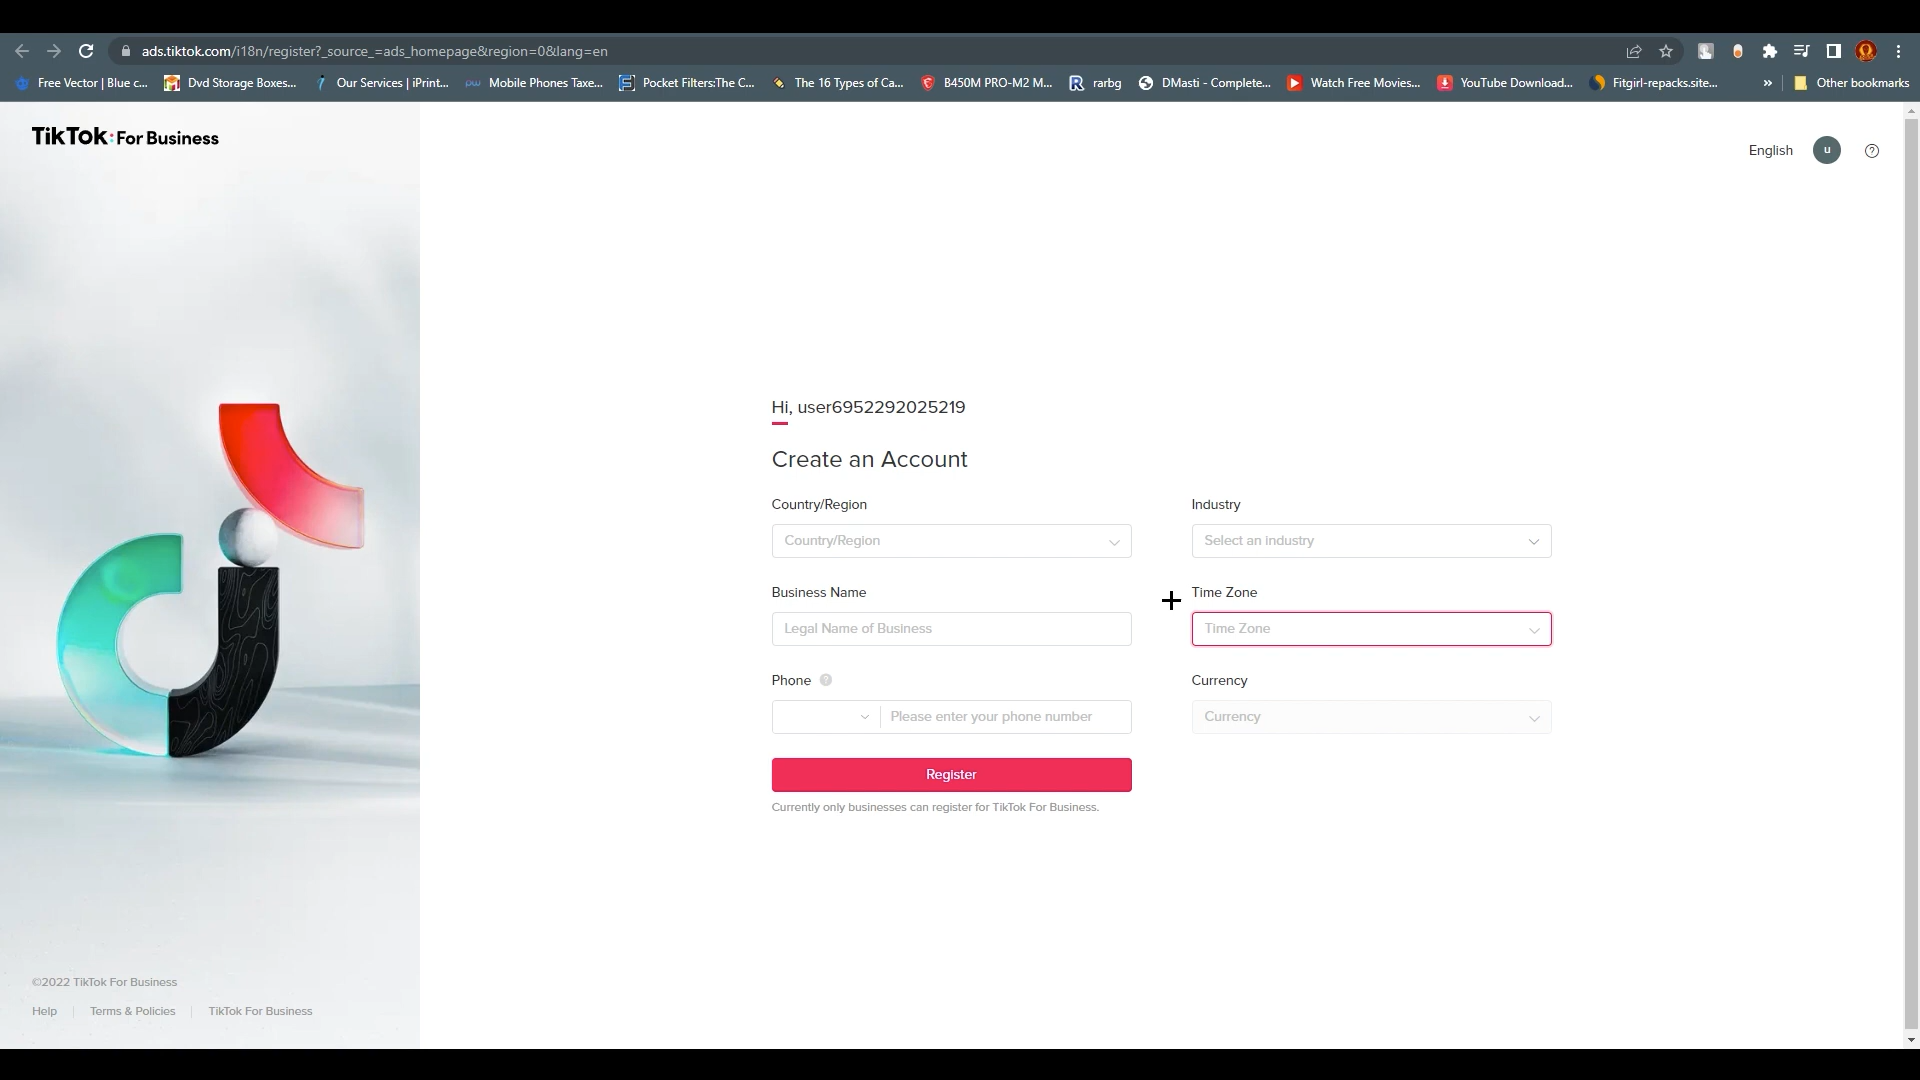 ads.tiktok.com/i18n/register?_source_=ads_homepage&region=0&lang=en
Free Vector | Blue c...
Dvd Storage Boxes...
Our Services | iPrint...
Mobile Phones Taxe...
Pocket Filters:The C...
The 16 Types of Ca...
B450M PRO-M2 M...
rarbg
DMasti - Complete...
Watch Free Movies...
YouTube Download...
Fitgirl-repacks.site...
»
Other bookmarks
TikTok: For Business
English
u
Hi, user6952292025219
Create an Account
Country/Region
Industry
Country/Region
Select an industry
Business Name
Time Zone
Legal Name of Business
Time Zone
Phone
Currency
Please enter your phone number
Currency
Register
Currently only businesses can register for TikTok For Business.
©2022 TikTok For Business
Help | Terms & Policies | TikTok For Business